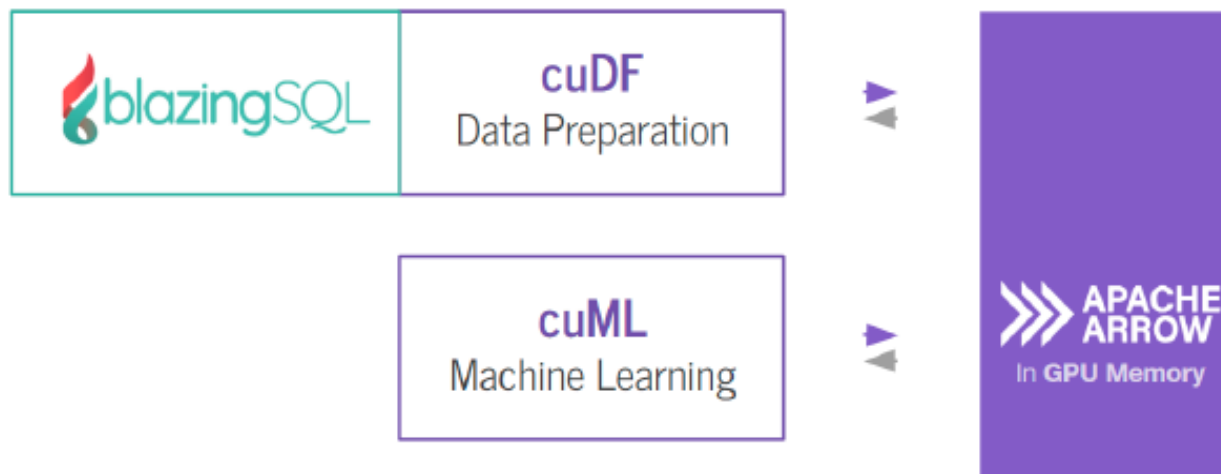 blazingSQL
cuDF
Data Preparation
cuML
Machine Learning
APACHE
ARROW
In GPU Memory